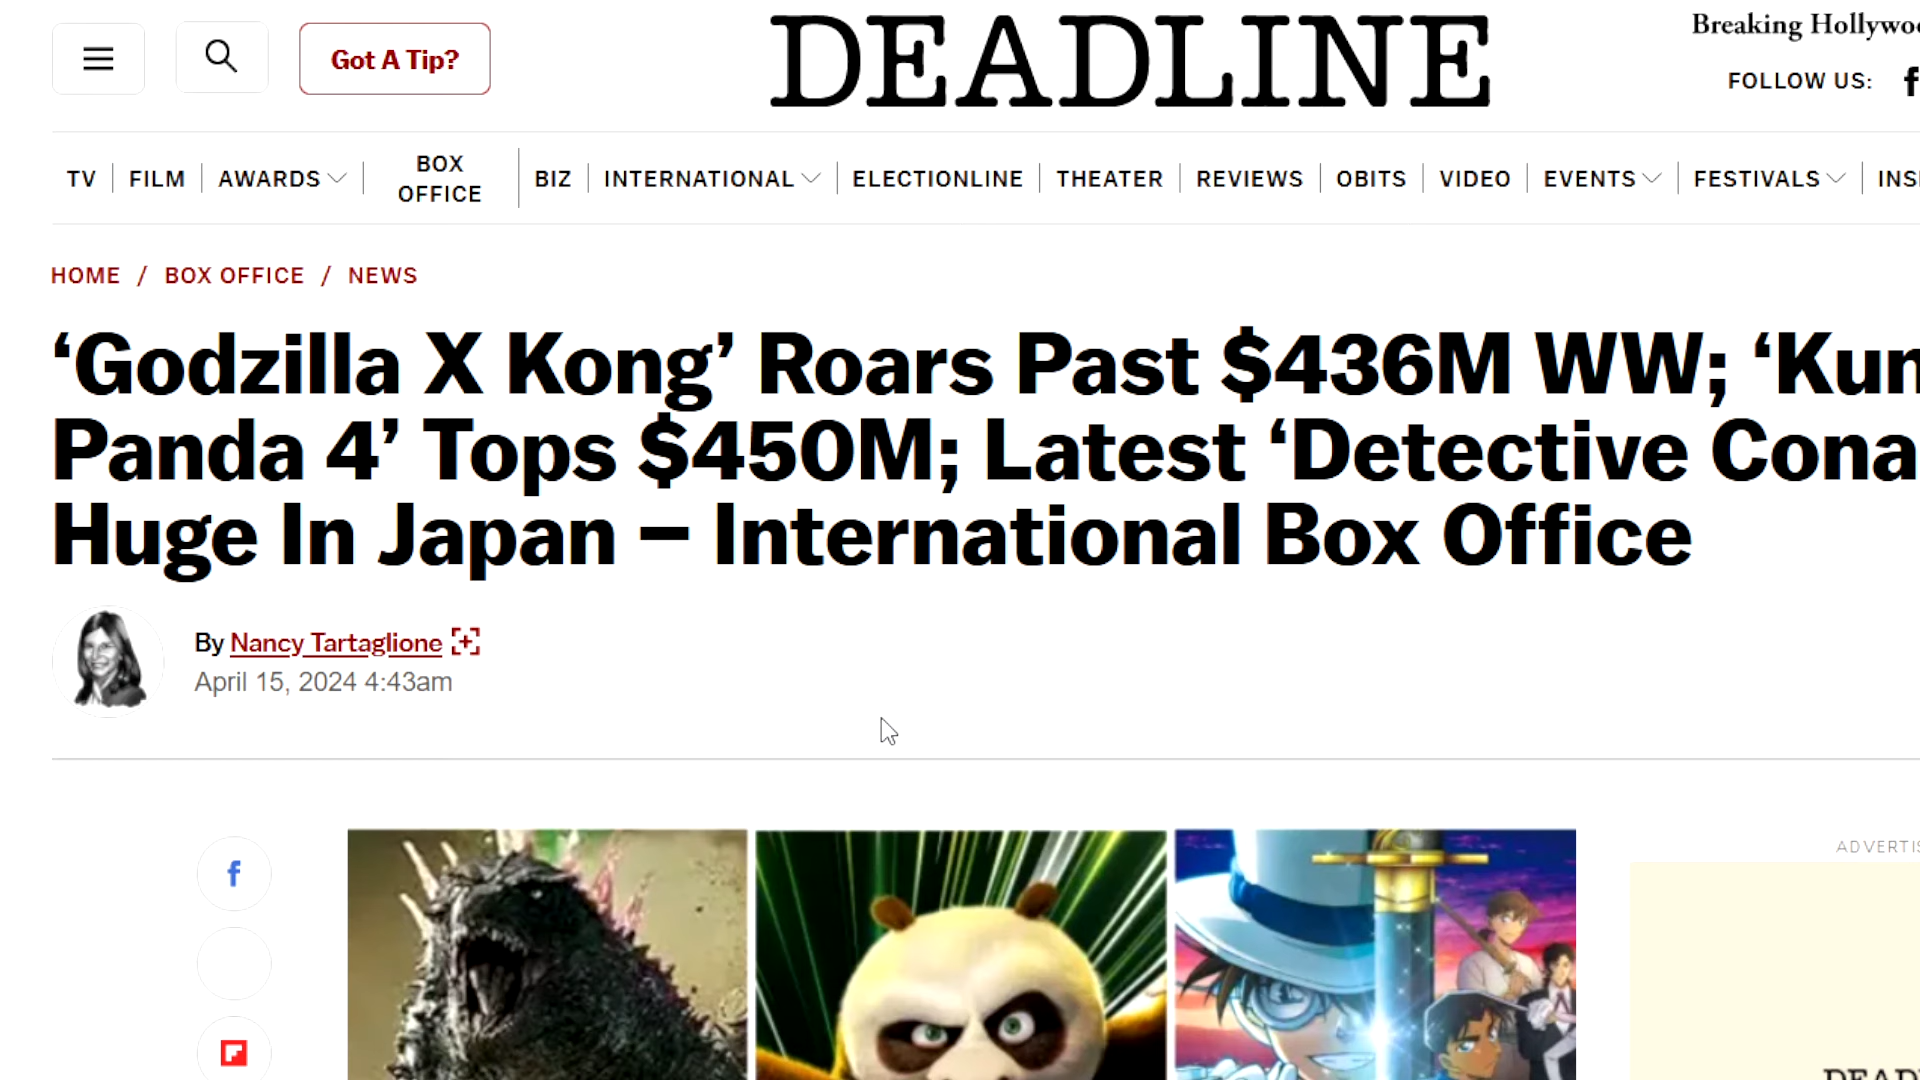 Got A Tip?
DEADLINE
Breaking
FOLLOW US:
TV FILM AWARDS BOX OFFICE BIZ INTERNATIONAL ELECTIONLINE THEATER REVIEWS OBITS VIDEO EVENTS FESTIVALS
HOME / BOX OFFICE / NEWS
‘Godzilla X Kong’ Roars Past $436M WW; ‘Kun
Panda 4’ Tops $450M; Latest ‘Detective Cona
Huge In Japan – International Box Office
By Nancy Tartaglione
April 15, 2024 4:43am